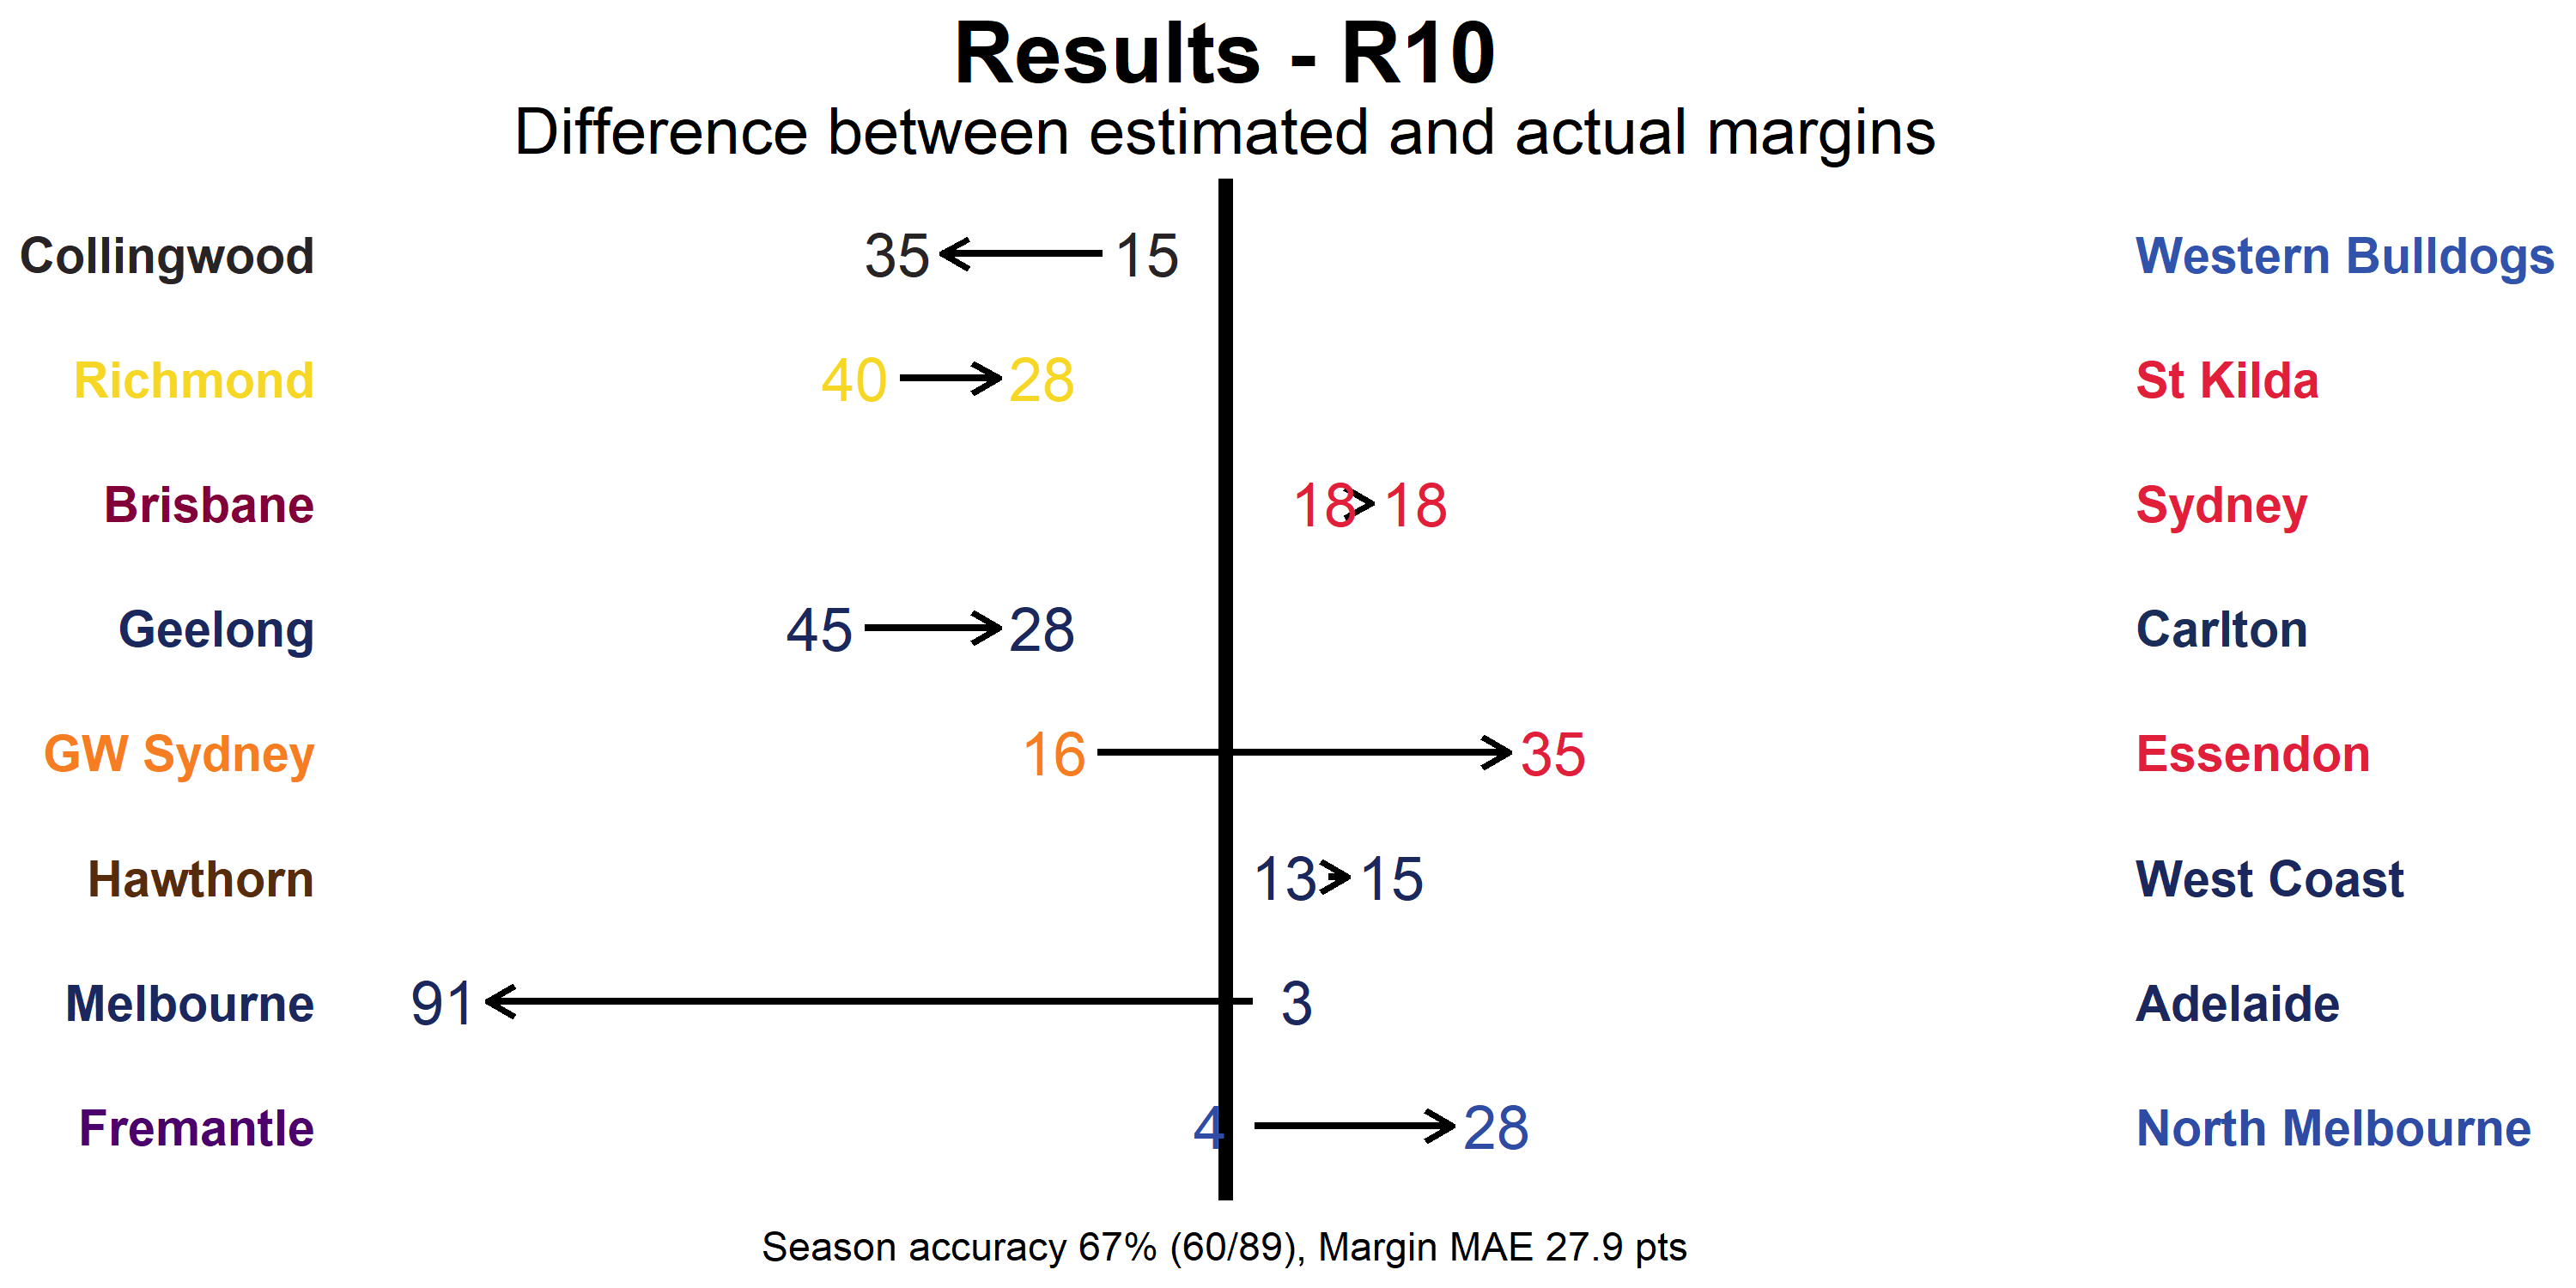 Results - R10
Difference between estimated and actual margins
Collingwood 35 15 Western Bulldogs
Richmond 40 28 St Kilda
Brisbane 18 18 Sydney
Geelong 45 28 Carlton
GW Sydney 16 35 Essendon
Hawthorn 13 15 West Coast
Melbourne 91 3 Adelaide
Fremantle 4 28 North Melbourne
Season accuracy 67% (60/89), Margin MAE 27.9 pts